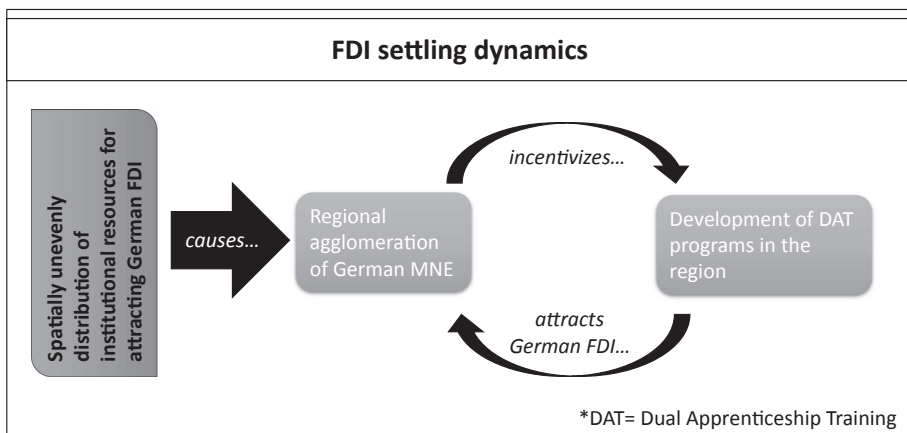 FDI settling dynamics
Spatially unevenly
distribution of
institutional resources for
attracting German FDI
causes...
Regional
agglomeration
of German MNE
incentivizes...
Development of DAT
programs in the
region
attracts
German FDI...
*DAT= Dual Apprenticeship Training